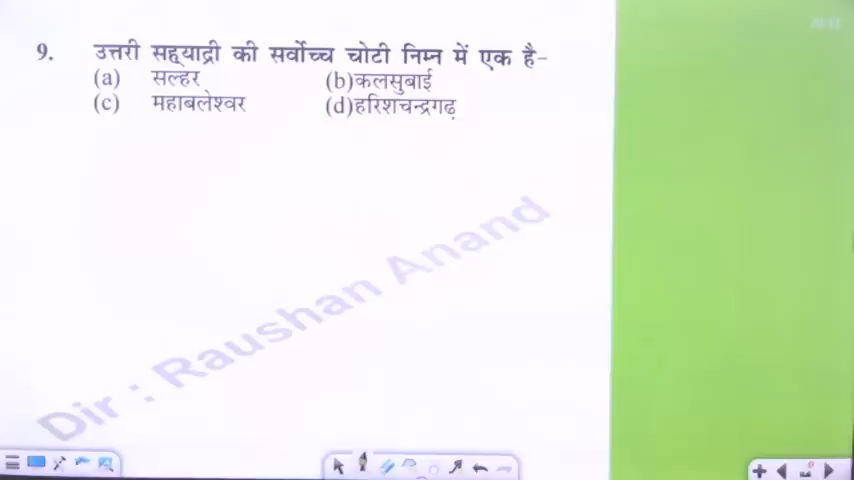 9. उत्तरी सह्याद्री की सर्वोच्च चोटी निम्न में एक है-
(a) सल्हर (b)कलसुबाई
(c) महाबलेश्वर (d)हरिशचन्द्रगढ़
Dir : Raushan Anand